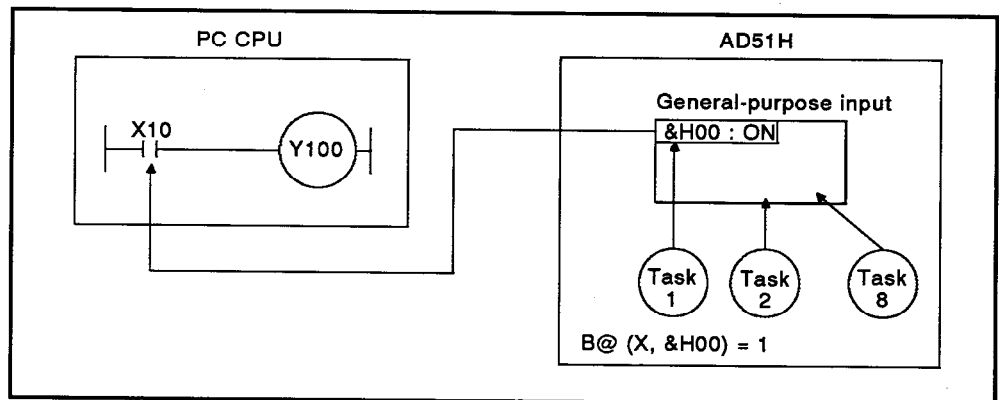 PC CPU
AD51H
General-purpose input
&H00 : ON
X10
Y100
Task
1
Task
2
Task
8
B@ (X, &H00) = 1